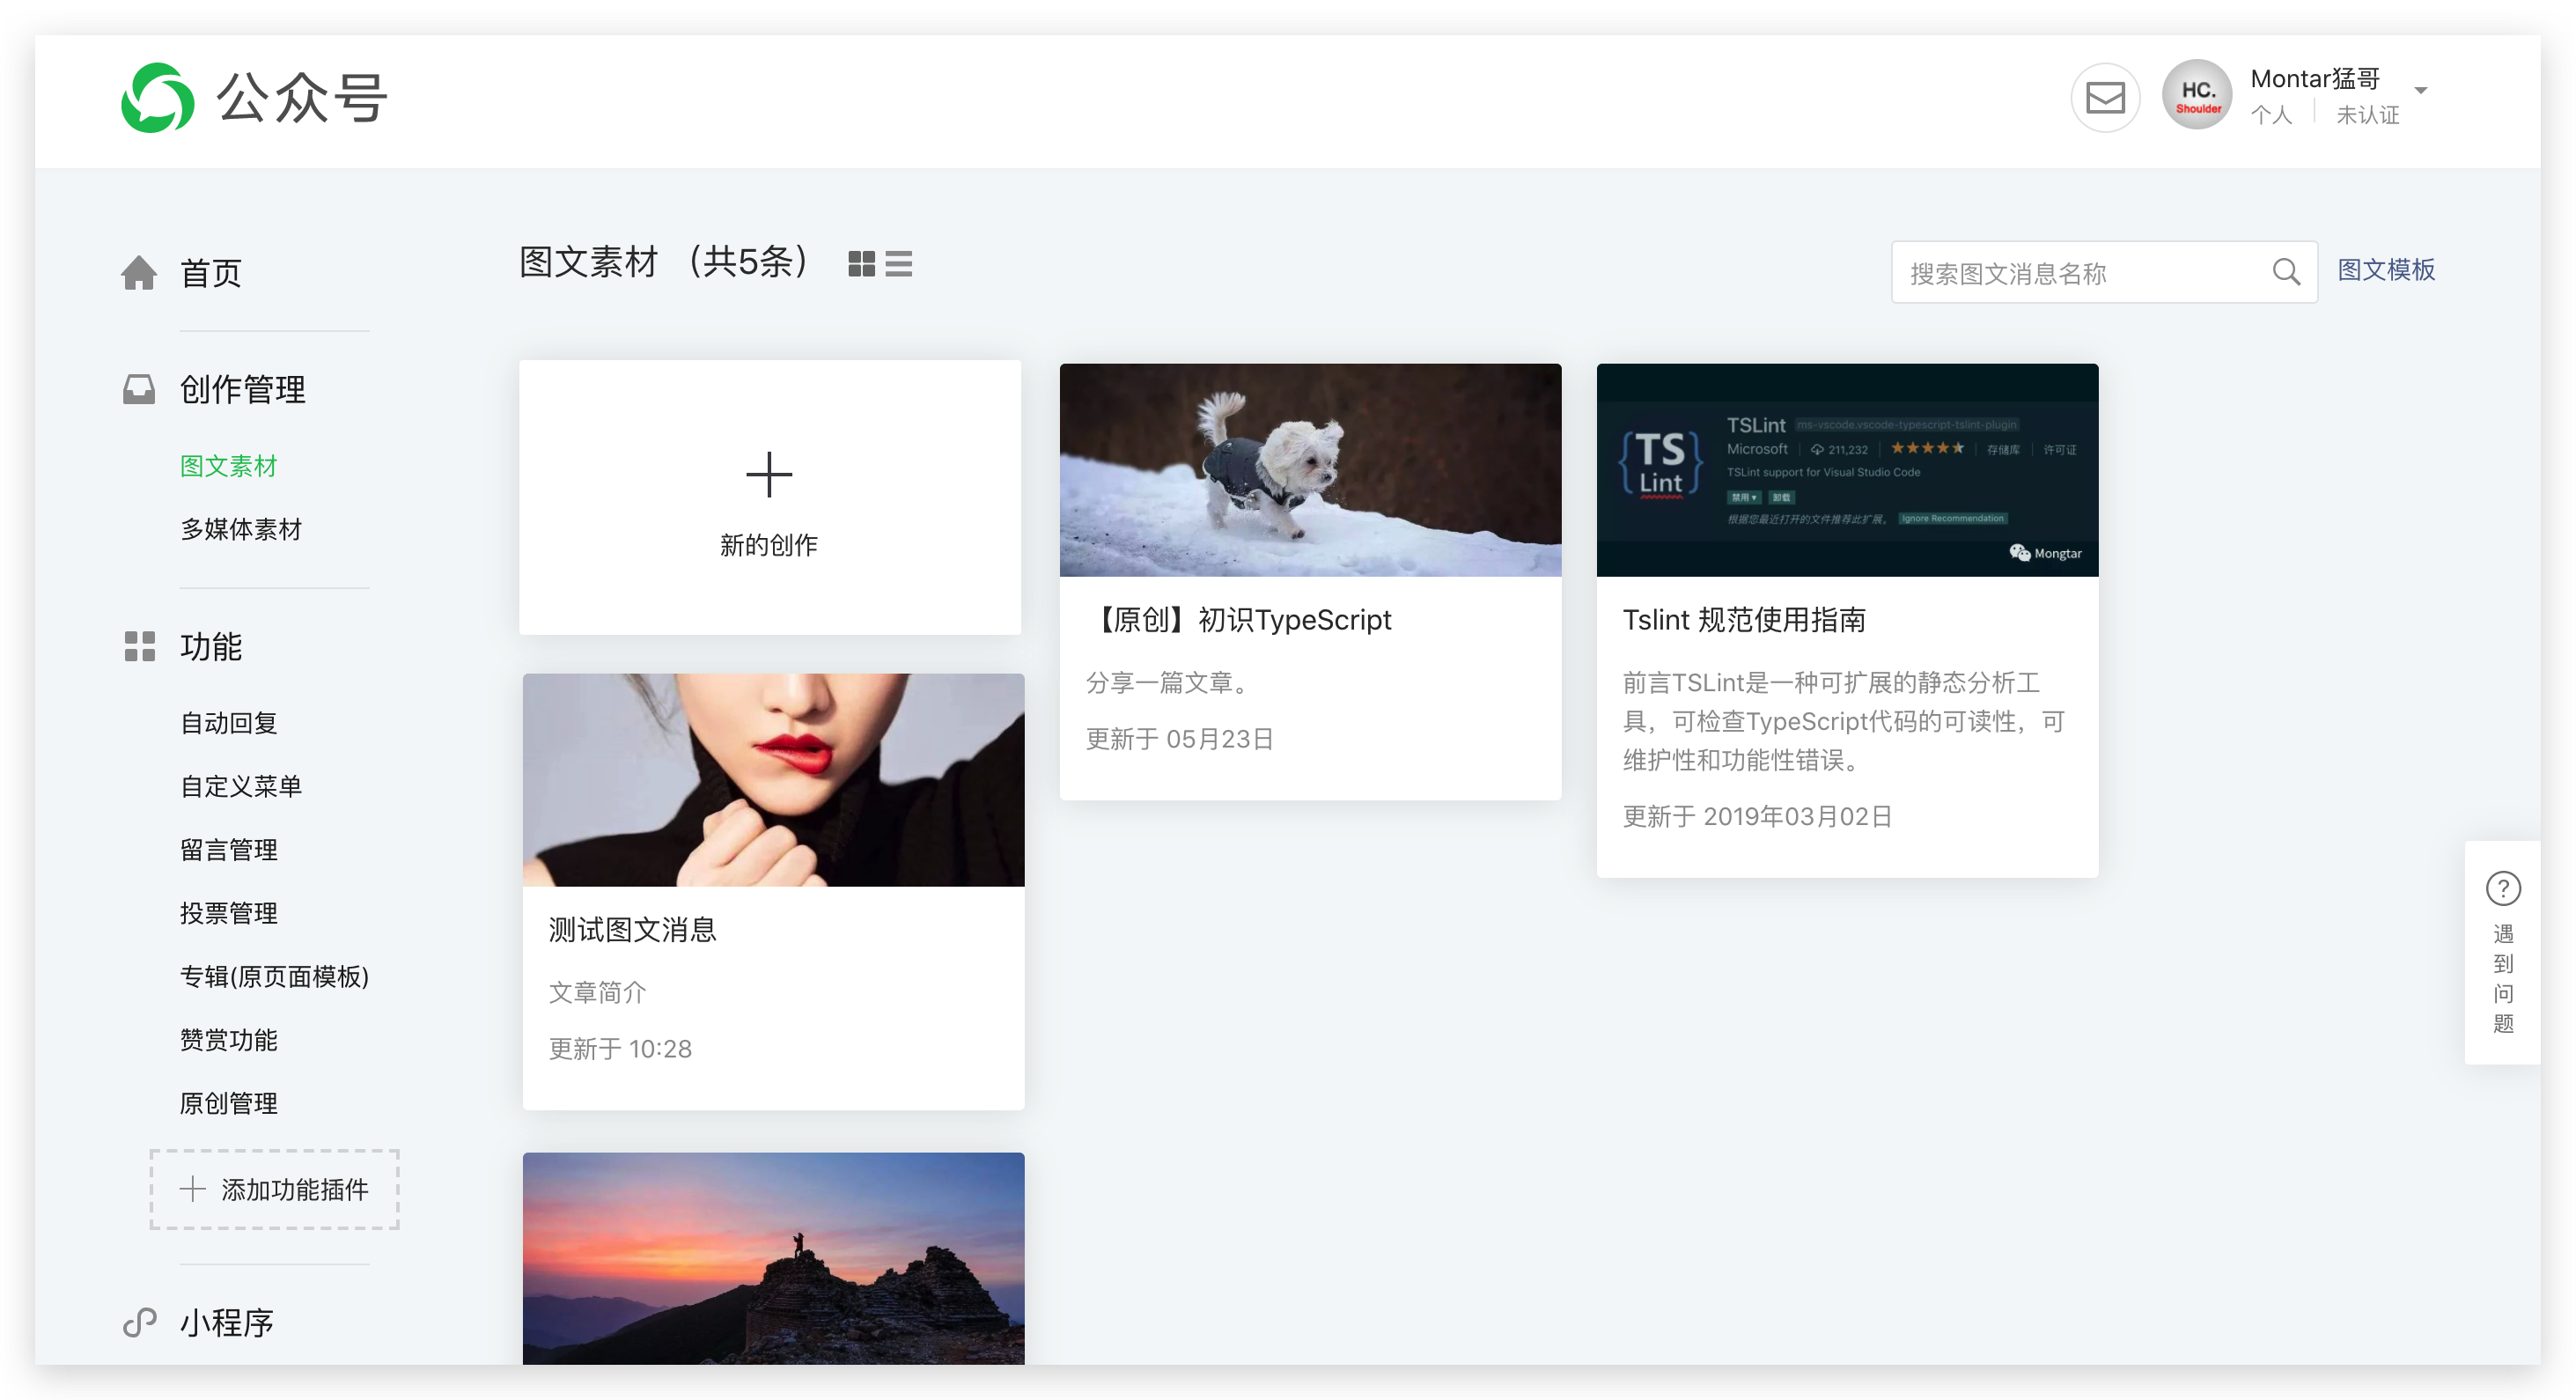 公众号
HC.
Shoulder
Montar猛哥
个人
未认证
首页
创作管理
图文素材
多媒体素材
功能
自动回复
自定义菜单
留言管理
投票管理
专辑(原页面模板)
赞赏功能
原创管理
添加功能插件
小程序
图文素材 （共5条）
搜索图文消息名称
图文模板
新的创作
【原创】初识TypeScript
分享一篇文章。
更新于 05月23日
TS
Lint
TSLint ms-vscode.vscode-typescript-tslint-plugin
Microsoft 211,232 存储库 许可证
TSLint support for Visual Studio Code
禁用 卸载
根据您最近打开的文件推荐此扩展。 Ignore Recommendation
Mongtar
Tslint 规范使用指南
前言TSLint是一种可扩展的静态分析工
具，可检查TypeScript代码的可读性，可
维护性和功能性错误。
更新于 2019年03月02日
测试图文消息
文章简介
更新于 10:28
?
遇
到
问
题